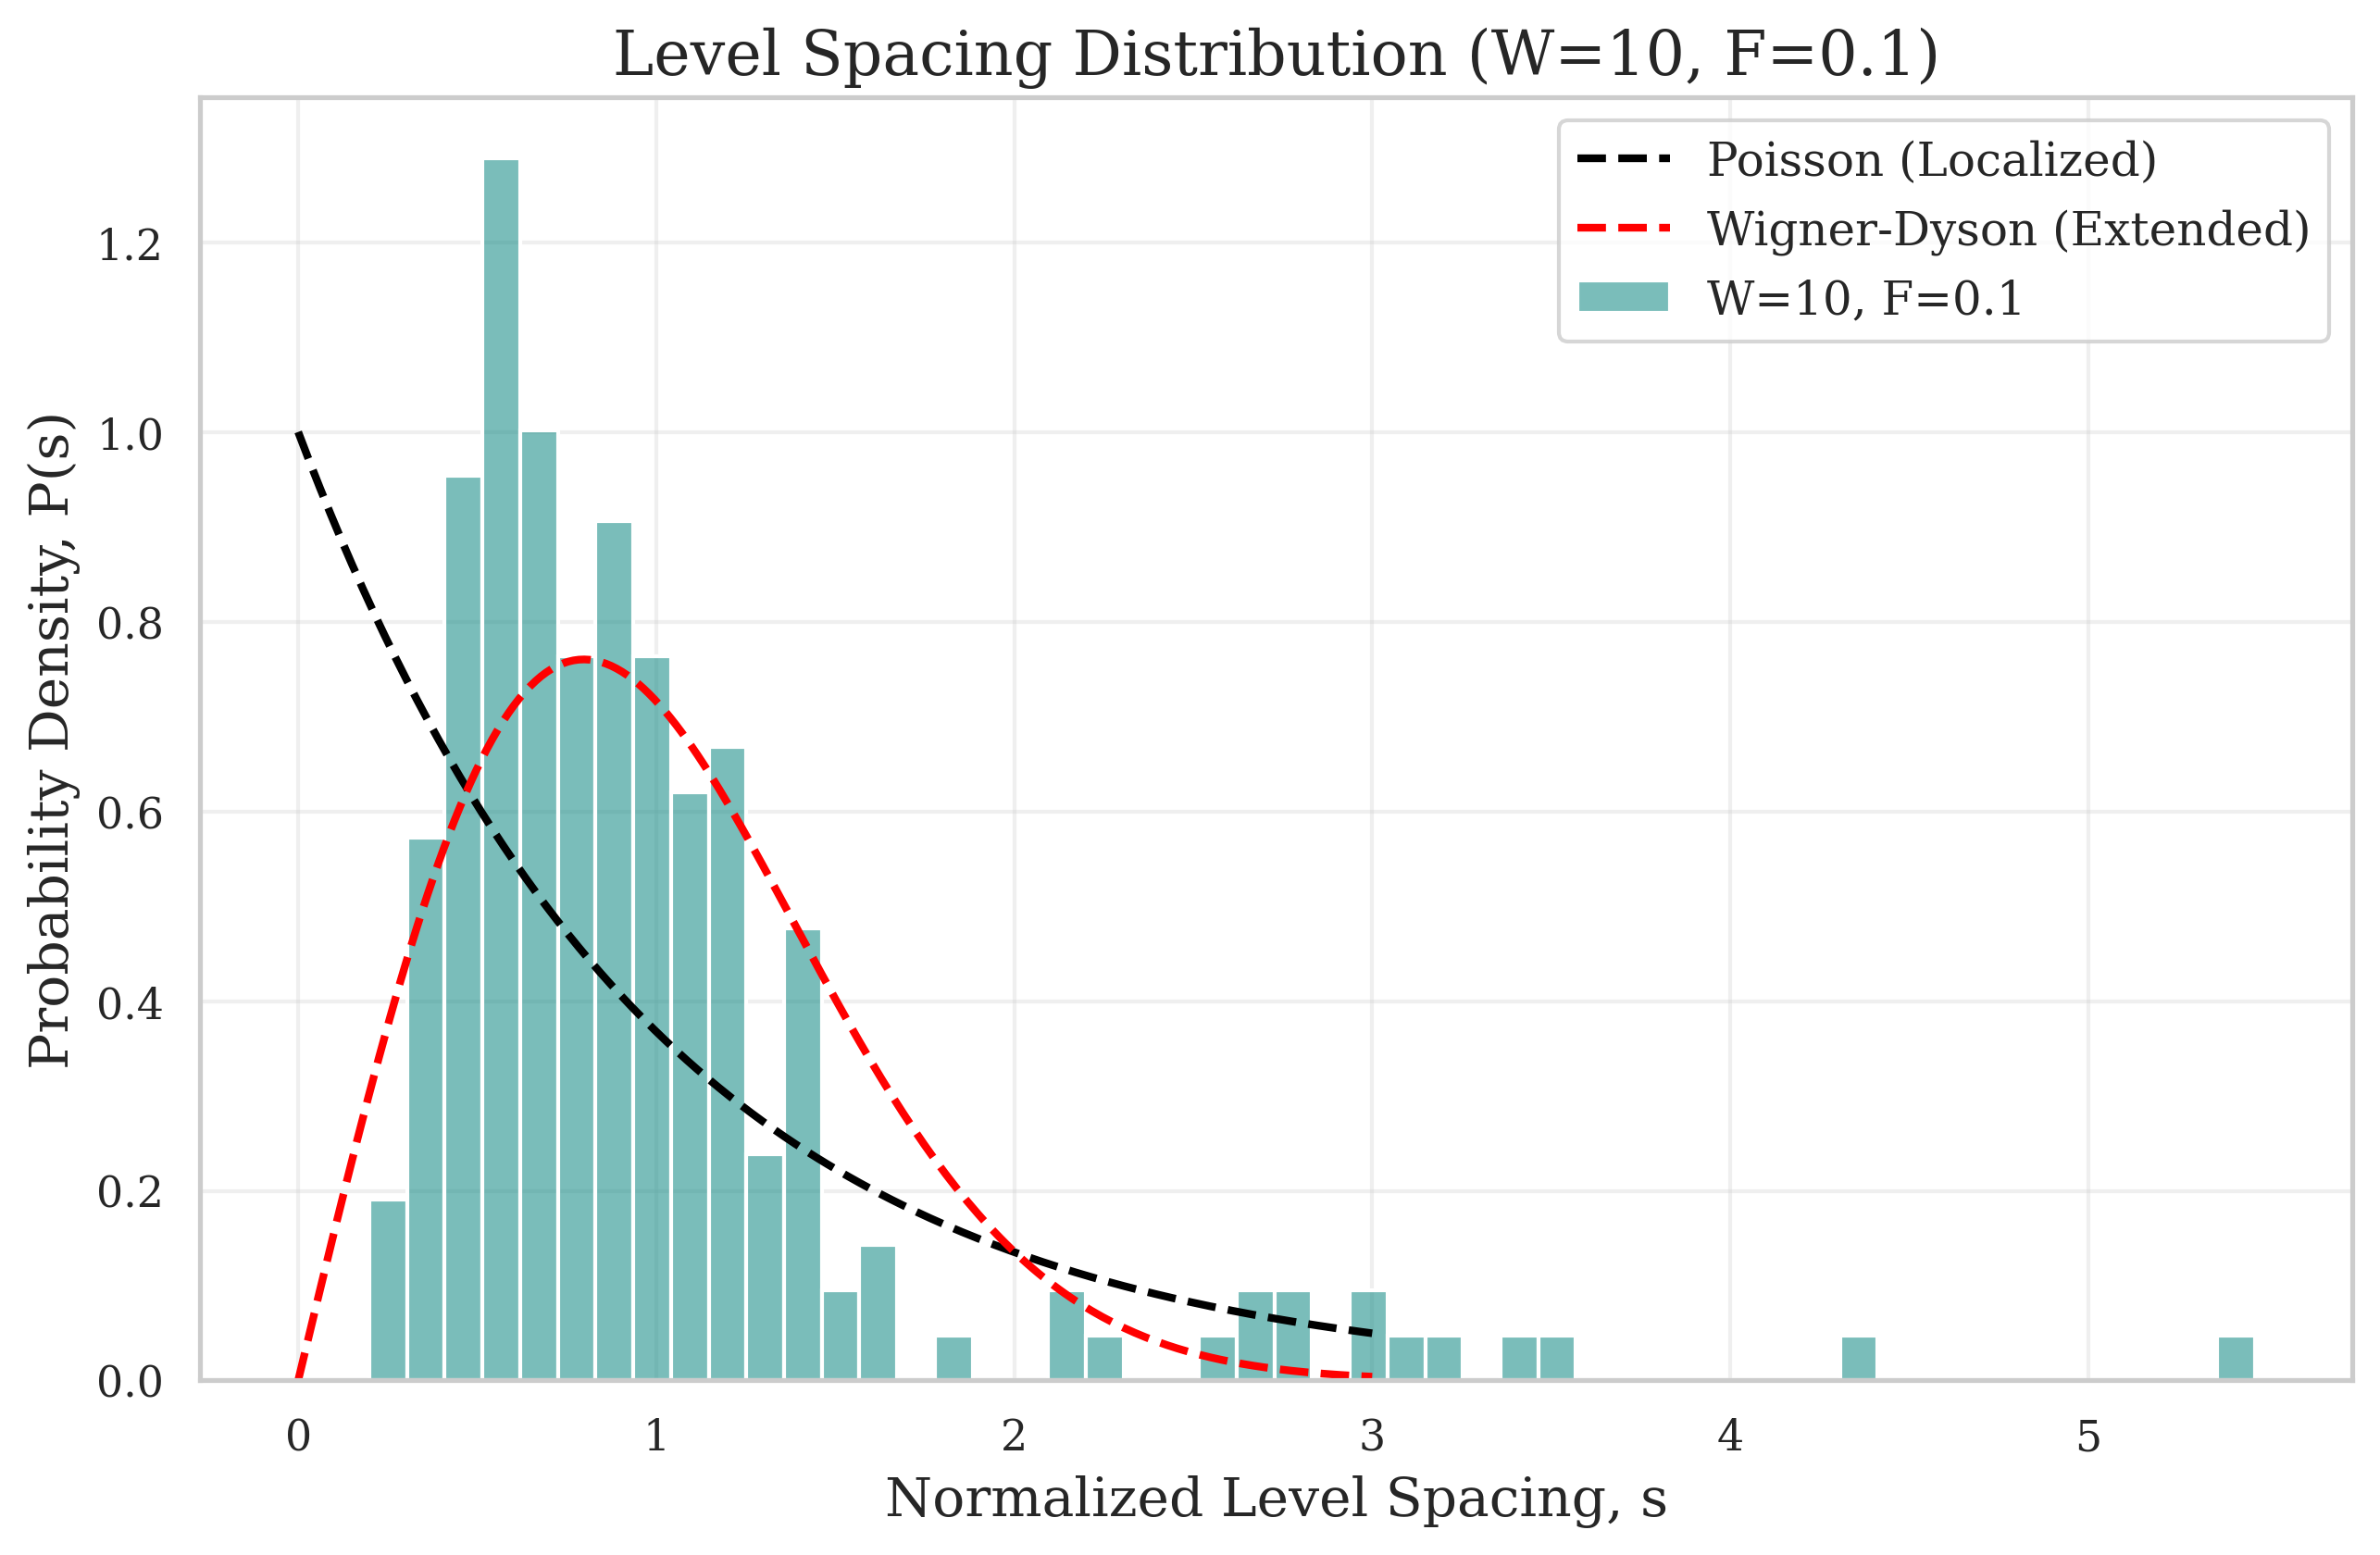 Level Spacing Distribution (W=10, F=0.1)
Poisson (Localized)
Wigner-Dyson (Extended)
W=10, F=0.1
Probability Density, P(s)
1.2
1.0
0.8
0.6
0.4
0.2
0.0
0 1 2 3 4 5
Normalized Level Spacing, s